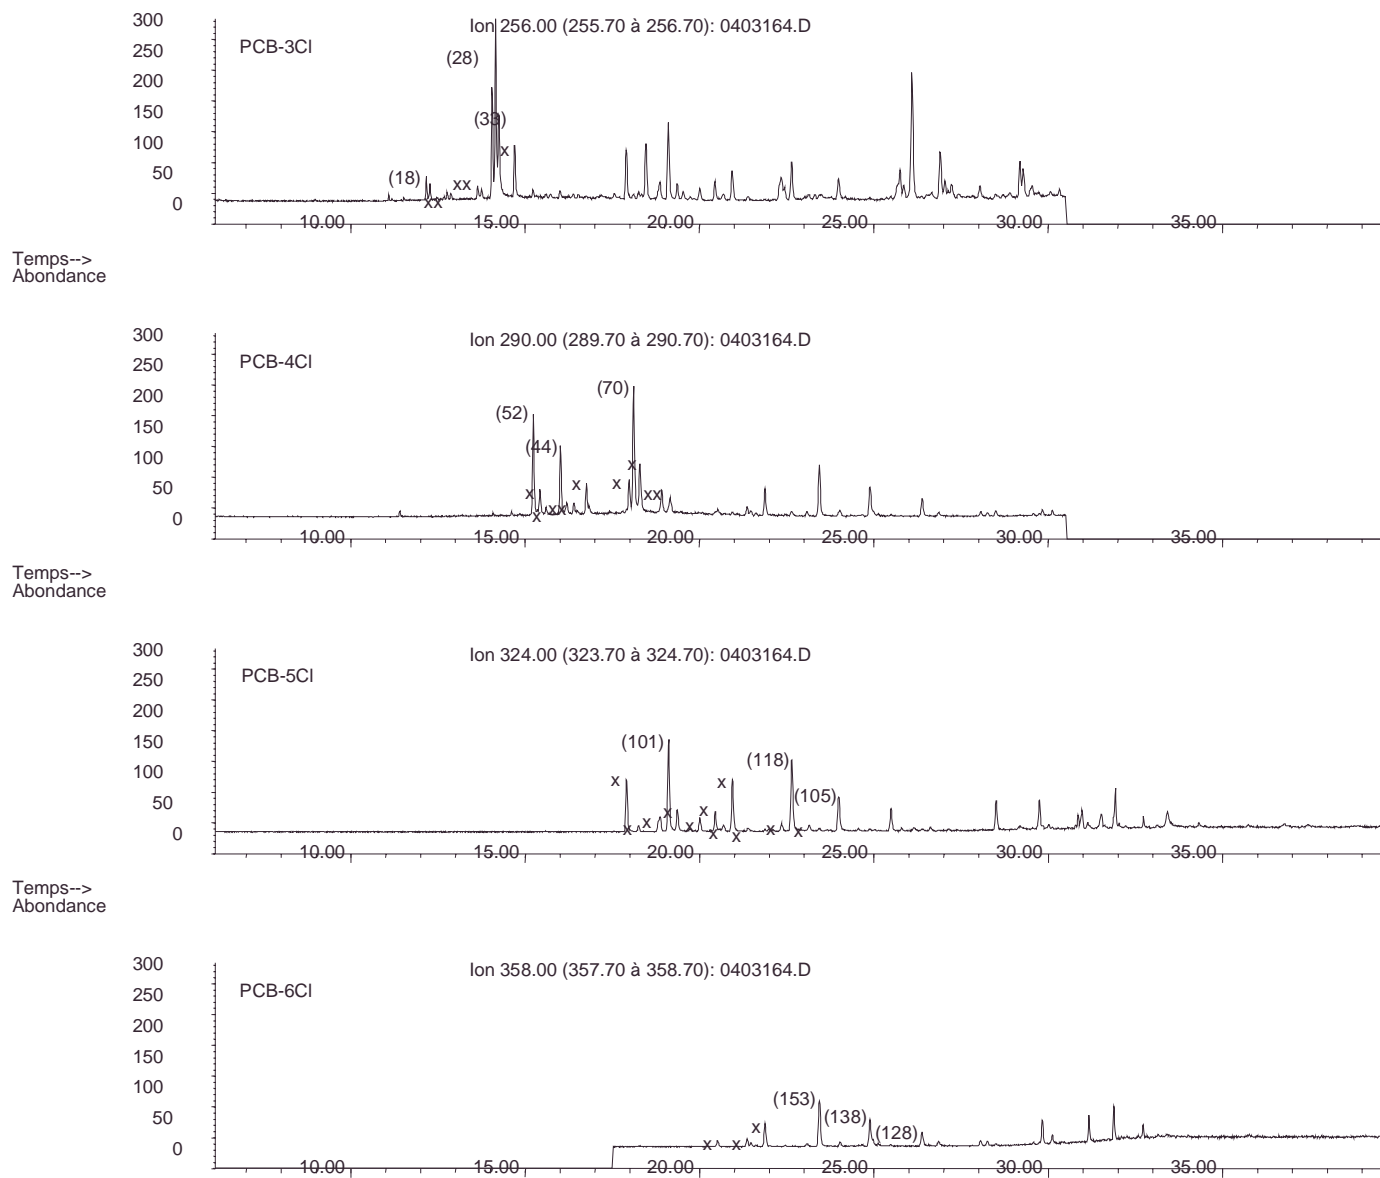 300
Ion 256.00 (255.70 à 256.70): 0403164.D
250
PCB-3Cl
(28)
200
150
(33)
100
x
50
(18)
xx
0
xx
10.00 15.00 20.00 25.00 30.00 35.00
Temps-->
Abondance
300
Ion 290.00 (289.70 à 290.70): 0403164.D
250
PCB-4Cl
200
(70)
150
(52)
100
(44)
x
50
x x x xx
0
x xx
10.00 15.00 20.00 25.00 30.00 35.00
Temps-->
Abondance
300
Ion 324.00 (323.70 à 324.70): 0403164.D
250
PCB-5Cl
200
150
(101)
100
(118)
x x
50
(105)
x x x
0
x x x x x x
10.00 15.00 20.00 25.00 30.00 35.00
Temps-->
Abondance
300
Ion 358.00 (357.70 à 358.70): 0403164.D
250
PCB-6Cl
200
150
100
(153)
50
(138)
x
(128)
0
x x
10.00 15.00 20.00 25.00 30.00 35.00